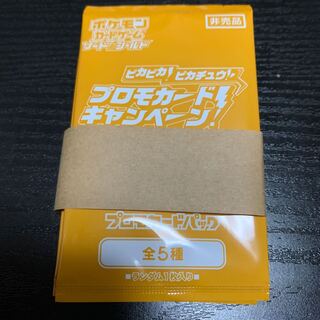 ポケモン
カードゲーム
ソード&シールド
非売品
ピカピカ!
ピカチュウ!
プロモカード
キャンペーン!
プロモカードパック
全5種
ランダム1枚入り